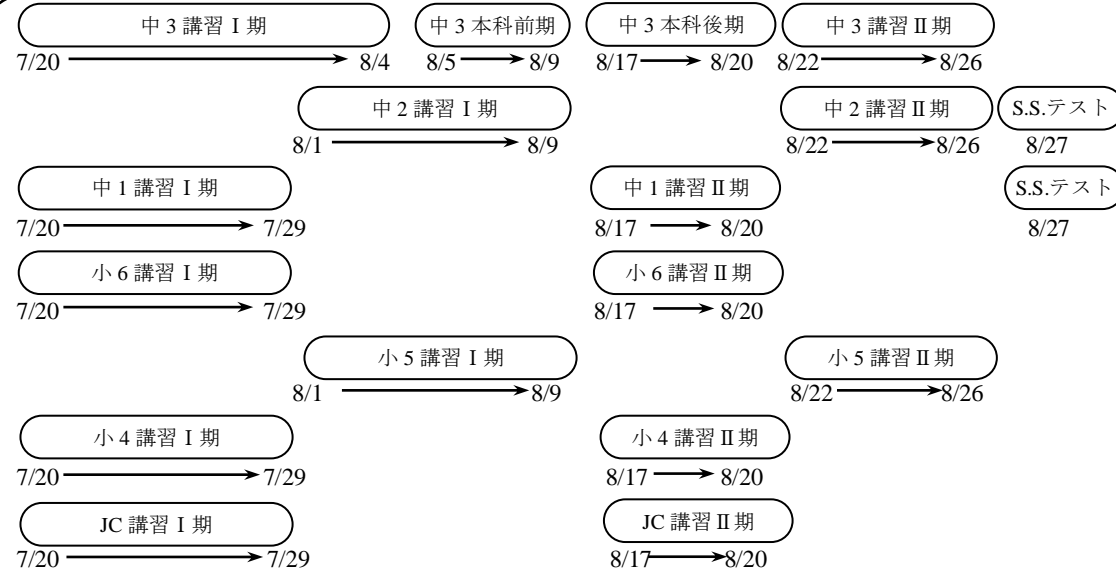 中3講習Ⅰ期 中3本科前期 中3本科後期 中3講習Ⅱ期
7/20 8/4 8/5 8/9 8/17 8/20 8/22 8/26
中2講習Ⅰ期 中2講習Ⅱ期 S.S.テスト
8/1 8/9 8/22 8/26 8/27
中1講習Ⅰ期 中1講習Ⅱ期 S.S.テスト
7/20 7/29 8/17 8/20 8/27
小6講習Ⅰ期 小6講習Ⅱ期
7/20 7/29 8/17 8/20
小5講習Ⅰ期 小5講習Ⅱ期
8/1 8/9 8/22 8/26
小4講習Ⅰ期 小4講習Ⅱ期
7/20 7/29 8/17 8/20
JC講習Ⅰ期 JC講習Ⅱ期
7/20 7/29 8/17 8/20